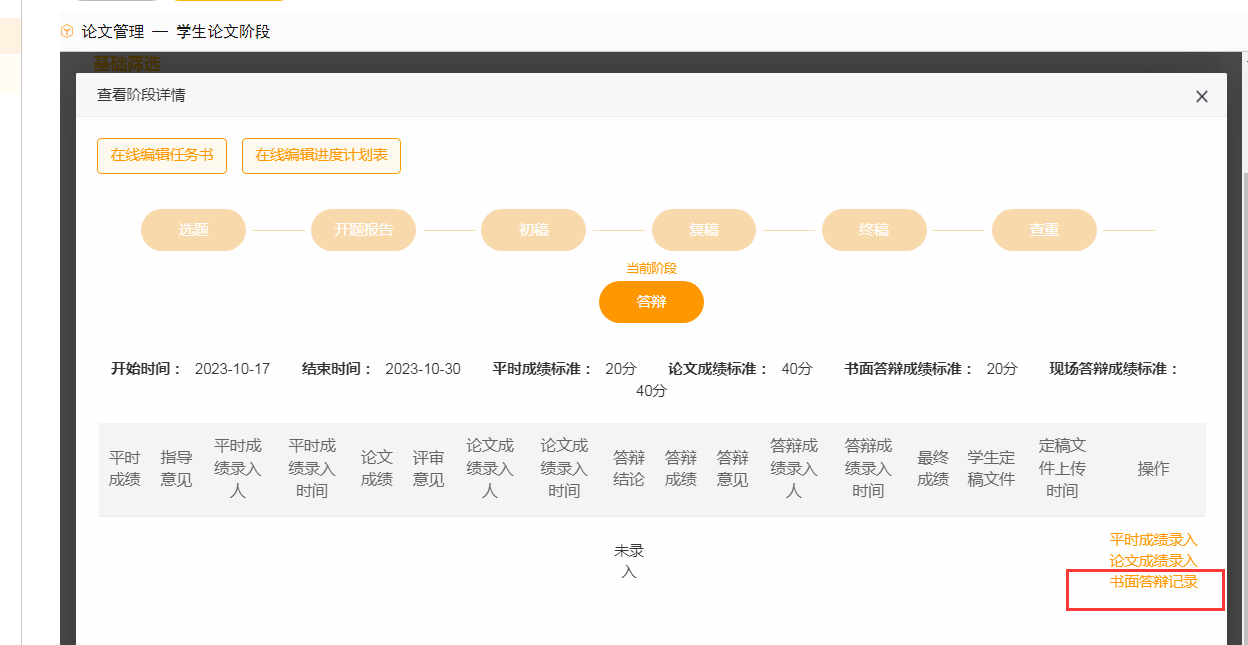 论文管理 — 学生论文阶段
基础筛选
查看阶段详情
在线编辑任务书 在线编辑进度计划表
选题 开题报告 初稿 复稿 终稿 查重
当前阶段
答辩
开始时间： 2023-10-17 结束时间： 2023-10-30 平时成绩标准： 20分 论文成绩标准： 40分 书面答辩成绩标准： 20分 现场答辩成绩标准：
40分
平时
成绩
指导
意见
平时成
绩录入
人
平时成
绩录入
时间
论文
成绩
评审
意见
论文成
绩录入
人
论文成
绩录入
时间
答辩
结论
答辩
成绩
答辩
意见
答辩成
绩录入
人
答辩成
绩录入
时间
最终
成绩
学生定
稿文件
定稿文
件上传
时间
操作
未录
入
平时成绩录入
论文成绩录入
书面答辩记录